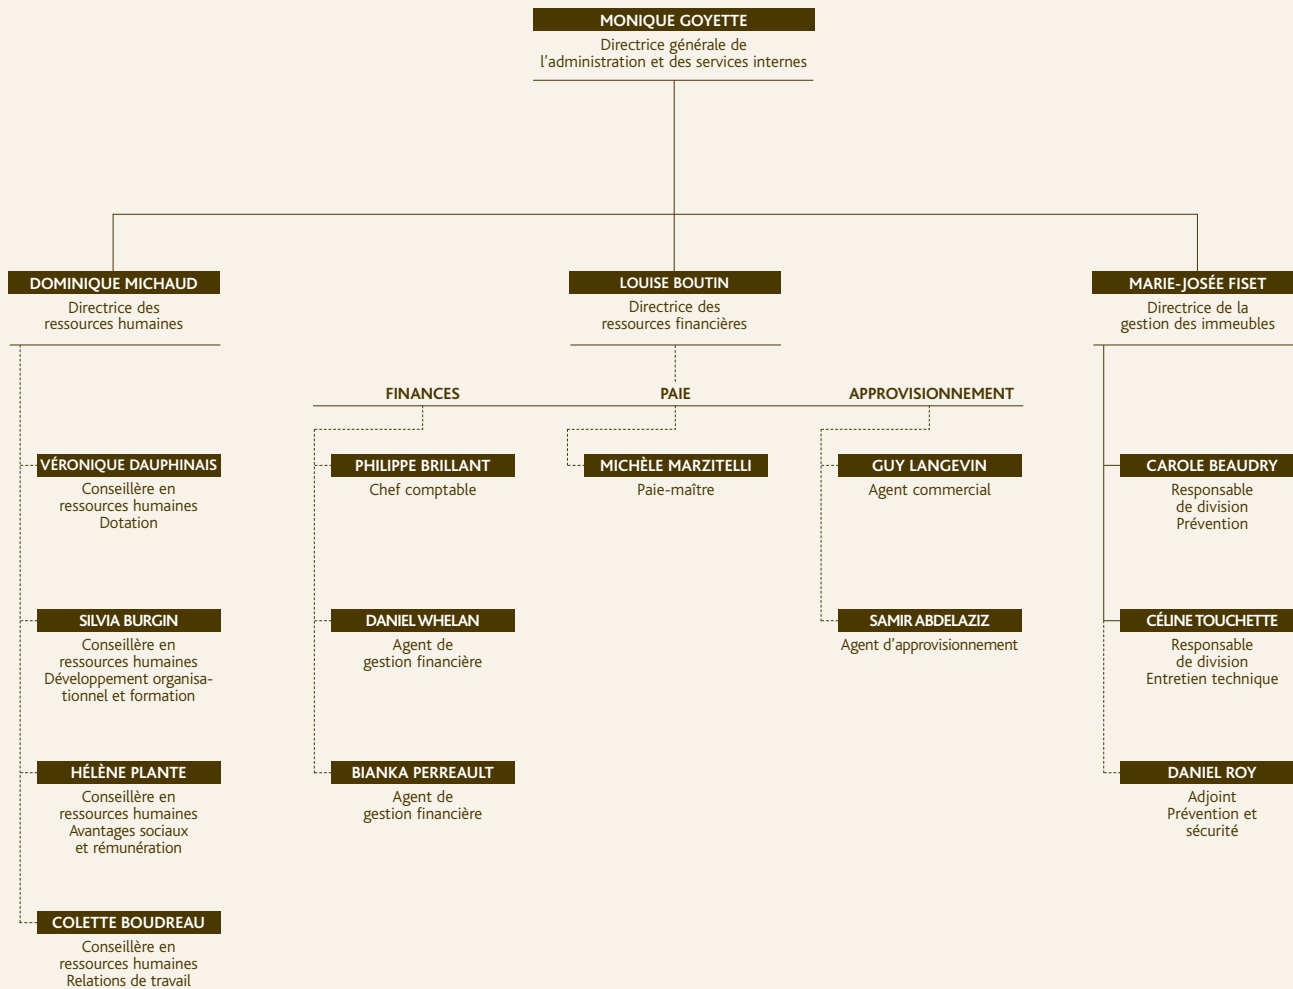 MONIQUE GOYETTE
Directrice générale de
l'administration et des services internes
DOMINIQUE MICHAUD
Directrice des
ressources humaines
LOUISE BOUTIN
Directrice des
ressources financières
MARIE-JOSÉE FISET
Directrice de la
gestion des immeubles
FINANCES
PAIE
APPROVISIONNEMENT
VÉRONIQUE DAUPHINAIS
Conseillère en
ressources humaines
Dotation
PHILIPPE BRILLANT
Chef comptable
MICHÈLE MARZITELLI
Paie-maître
GUY LANGEVIN
Agent commercial
CAROLE BEAUDRY
Responsable
de division
Prévention
SILVIA BURGIN
Conseillère en
ressources humaines
Développement organisa-
tionnel et formation
DANIEL WHELAN
Agent de
gestion financière
SAMIR ABDELAZIZ
Agent d'approvisionnement
CÉLINE TOUCHETTE
Responsable
de division
Entretien technique
HÉLÈNE PLANTE
Conseillère en
ressources humaines
Avantages sociaux
et rémunération
BIANKA PERREAULT
Agent de
gestion financière
DANIEL ROY
Adjoint
Prévention et
sécurité
COLETTE BOUDREAU
Conseillère en
ressources humaines
Relations de travail